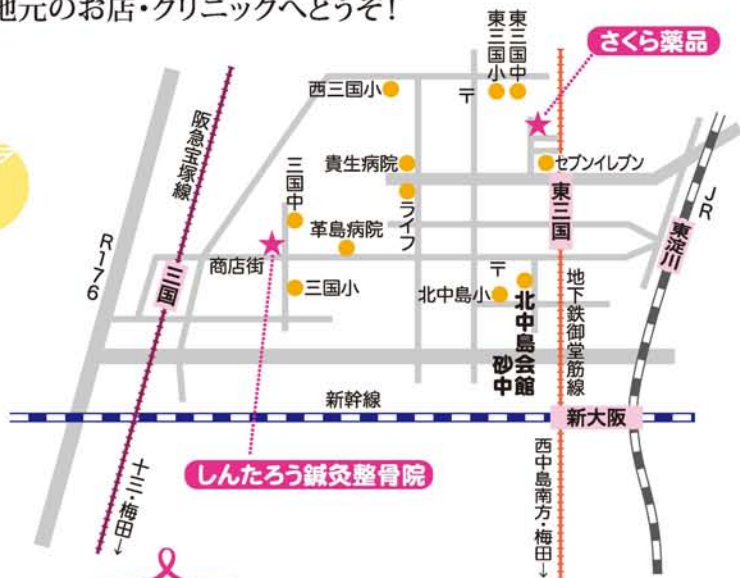 地元のお店・クリニックへどうぞ!
東三国小
東三国中
さくら薬品
西三国小
〒
阪急宝塚線
三国中
貴生病院
セブンイレブン
ライフ
東三国
JR
東淀川
革島病院
R176
商店街
三国
三国小
〒
北中島小
北中島会館
砂中
地下鉄御堂筋線
新幹線
新大阪
しんたろう鍼灸整骨院
十三・梅田→
西中島南方・梅田→